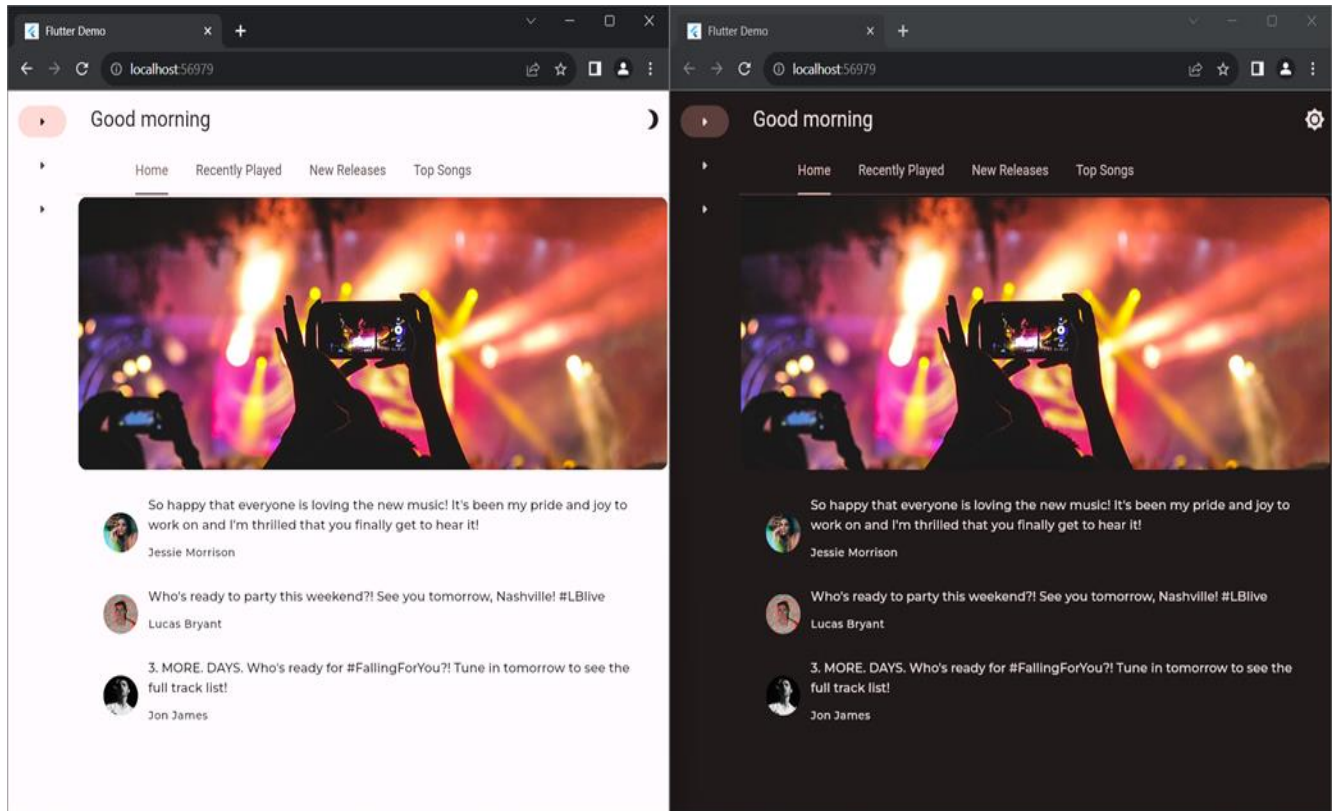 Flutter Demo
localhost:56979
Good morning
Home Recently Played New Releases Top Songs
So happy that everyone is loving the new music! It's been my pride and joy to
work on and I'm thrilled that you finally get to hear it!
Jessie Morrison
Who's ready to party this weekend?! See you tomorrow, Nashville! #LBlive
Lucas Bryant
3. MORE. DAYS. Who's ready for #FallingForYou?! Tune in tomorrow to see the
full track list!
Jon James
Flutter Demo
localhost:56979
Good morning
Home Recently Played New Releases Top Songs
So happy that everyone is loving the new music! It's been my pride and joy to
work on and I'm thrilled that you finally get to hear it!
Jessie Morrison
Who's ready to party this weekend?! See you tomorrow, Nashville! #LBlive
Lucas Bryant
3. MORE. DAYS. Who's ready for #FallingForYou?! Tune in tomorrow to see the
full track list!
Jon James